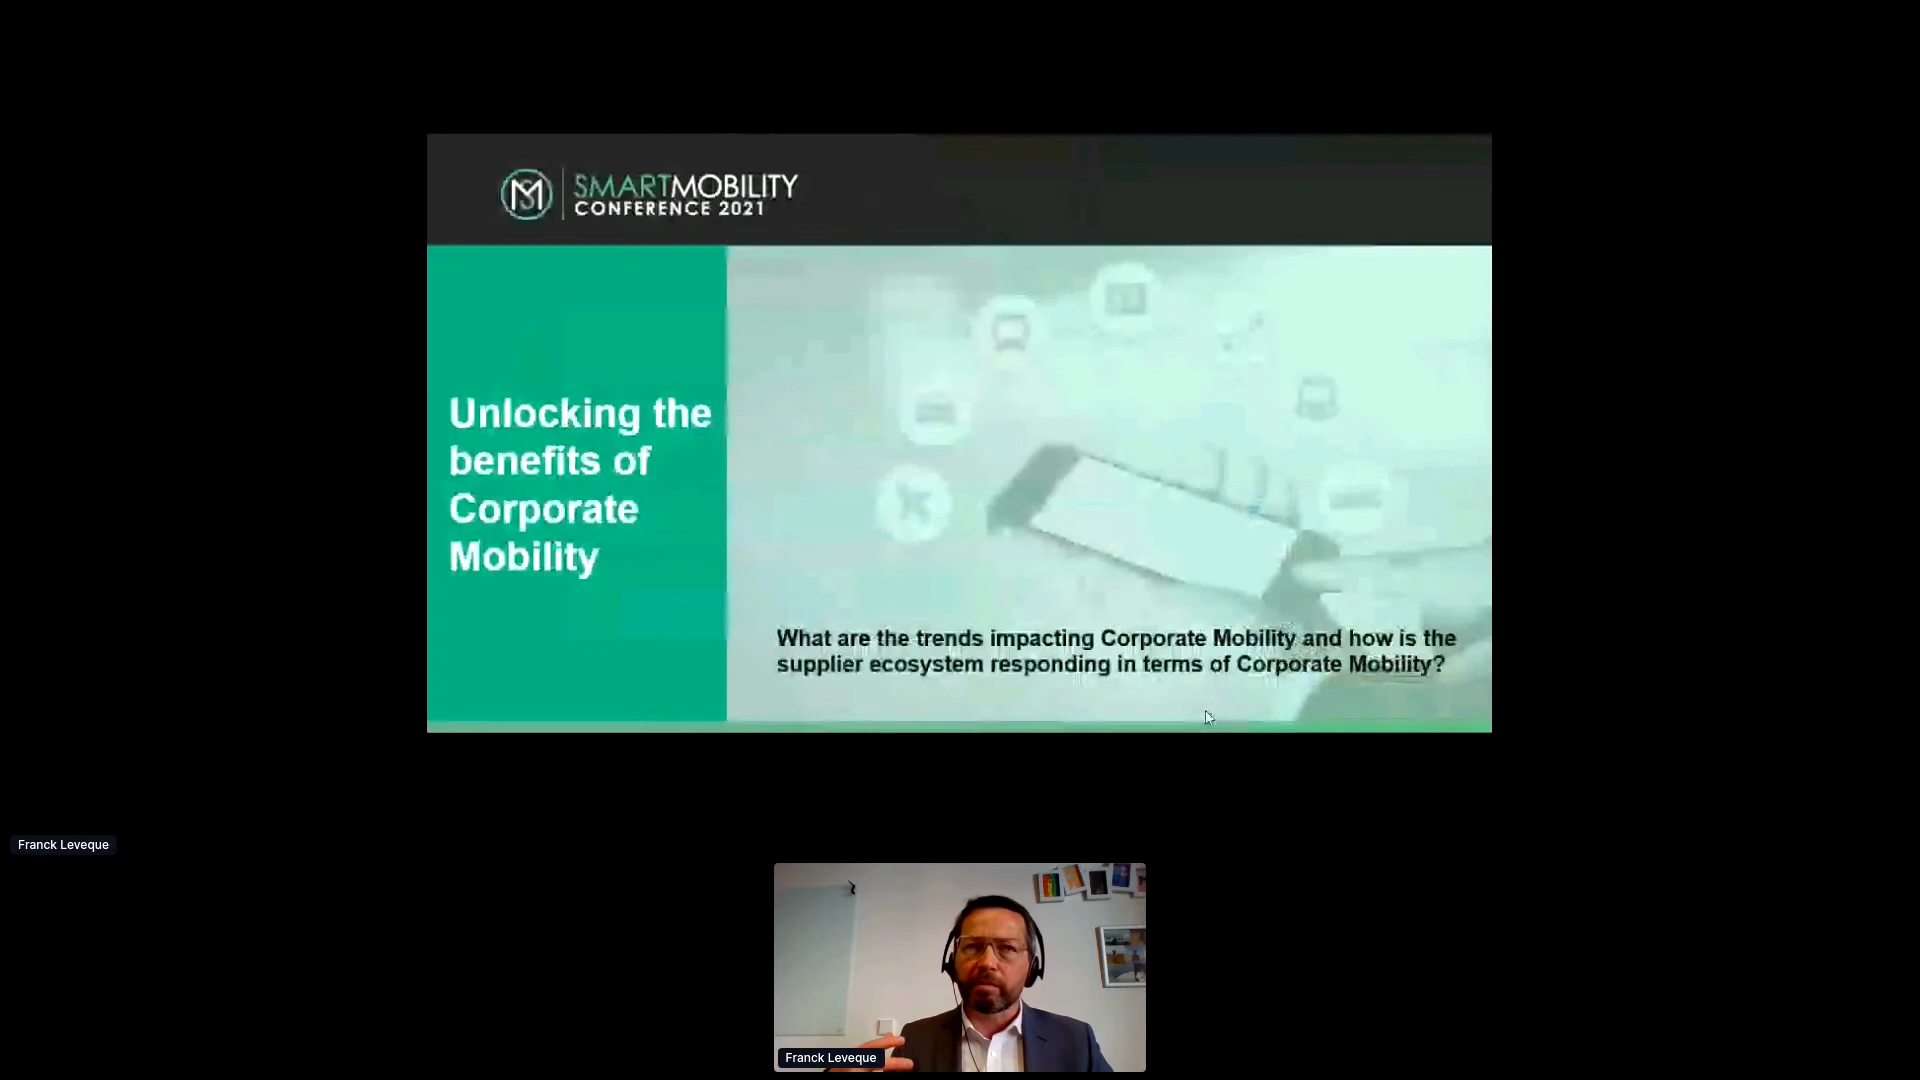 SMARTMOBILITY
CONFERENCE 2021
Unlocking the
benefits of
Corporate
Mobility
What are the trends impacting Corporate Mobility and how is the
supplier ecosystem responding in terms of Corporate Mobility?
Franck Leveque
Franck Leveque